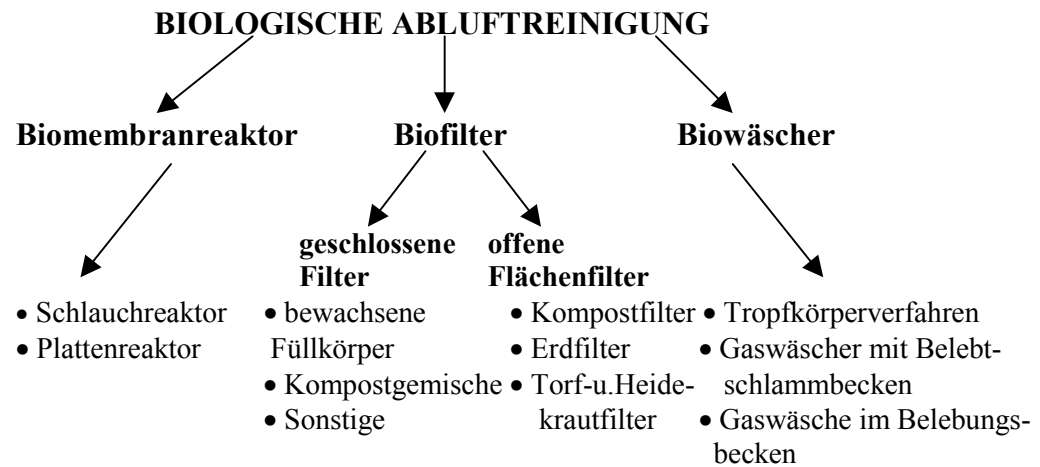 BIOLOGISCHE ABLUFTREINIGUNG
Biomembranreaktor
Biofilter
Biowäscher
geschlossene
Filter
offene
Flächenfilter
• Schlauchreaktor
• Plattenreaktor
• bewachsene
Füllkörper
• Kompostgemische
• Sonstige
• Kompostfilter
• Erdfilter
• Torf-u.Heide-
krautfilter
• Tropfkörperverfahren
• Gaswäscher mit Belebt-
schlammbecken
• Gaswäsche im Belebungs-
becken